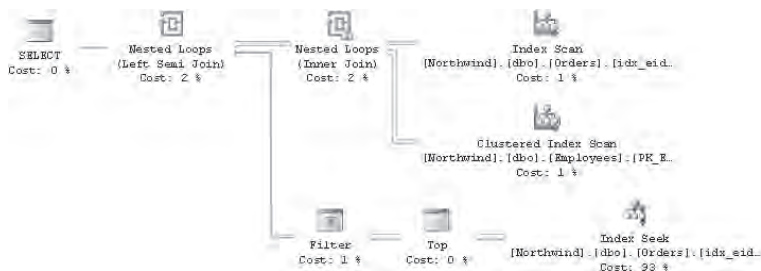 SELECT
Cost: 0 %
Nested Loops
(Left Semi Join)
Cost: 2 %
Nested Loops
(Inner Join)
Cost: 2 %
Index Scan
[Northwind].[dbo].[Orders].[idx_eid…
Cost: 1 %
Clustered Index Scan
[Northwind].[dbo].[Employees].[PK_E…
Cost: 1 %
Filter
Cost: 1 %
Top
Cost: 0 %
Index Seek
[Northwind].[dbo].[Orders].[idx_eid…
Cost: 93 %